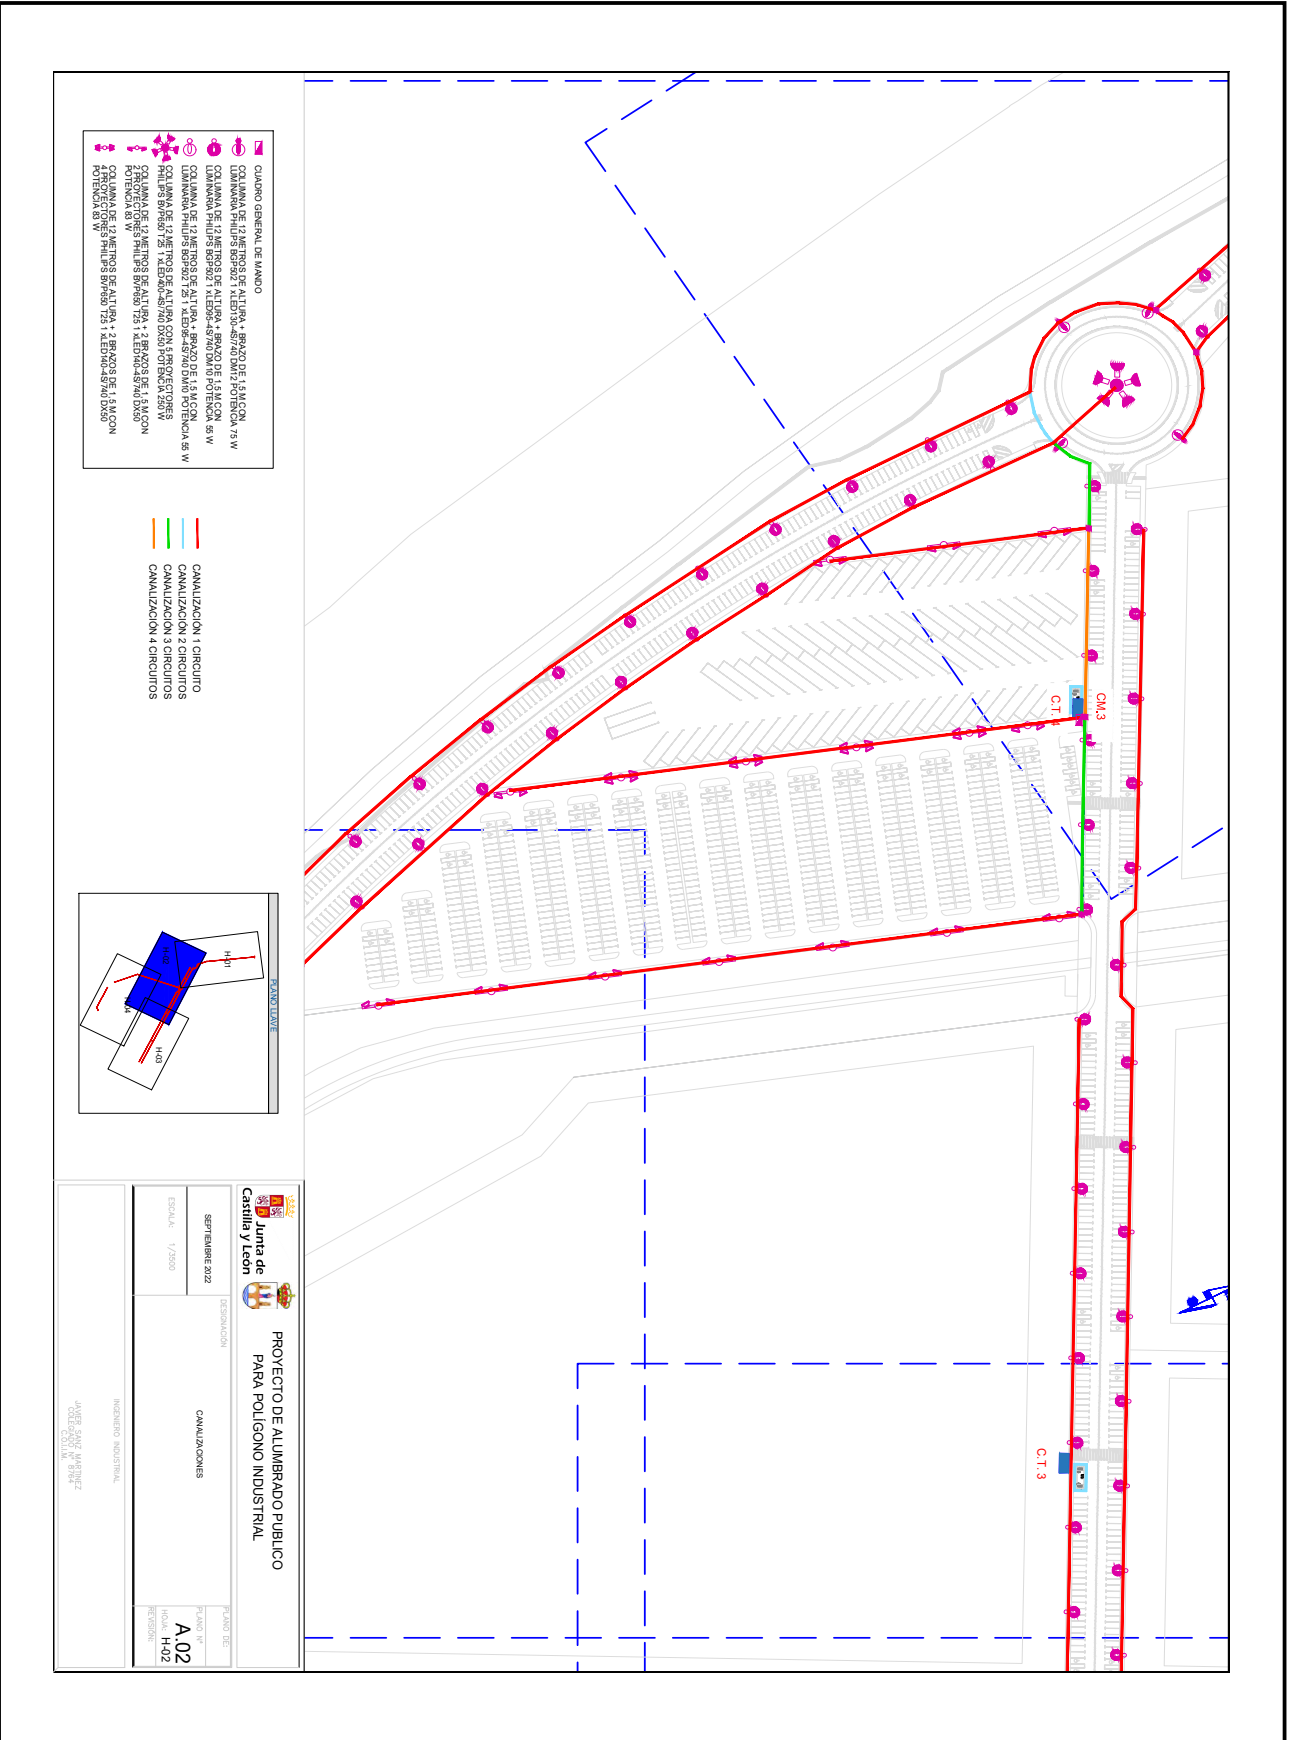 CUADRO GENERAL DE MANDO
COLUMNA DE 12 METROS DE ALTURA + BRAZO DE 1,5 M CON
LUMINARIA PHILIPS BGP502 1 xLED130-4S/740 DM12 POTENCIA 75 W
COLUMNA DE 12 METROS DE ALTURA + BRAZO DE 1,5 M CON
LUMINARIA PHILIPS BGP502 1 xLED95-4S/740 DM10 POTENCIA 55 W
COLUMNA DE 12 METROS DE ALTURA + BRAZO DE 1,5 M CON
LUMINARIA PHILIPS BGP502 T25 1 xLED95-4S/740 DM10 POTENCIA 55 W
COLUMNA DE 12 METROS DE ALTURA CON 5 PROYECTORES
PHILIPS BVP650 T25 1 xLED400-4S/740 DX50 POTENCIA 250 W
COLUMNA DE 12 METROS DE ALTURA + 2 BRAZOS DE 1,5 M CON
2 PROYECTORES PHILIPS BVP650 T25 1 xLED140-4S/740 DX50
POTENCIA 83 W
COLUMNA DE 12 METROS DE ALTURA + 2 BRAZOS DE 1,5 M CON
4 PROYECTORES PHILIPS BVP650 T25 1 xLED140-4S/740 DX50
POTENCIA 83 W
CANALIZACIÓN 1 CIRCUITO
CANALIZACIÓN 2 CIRCUITOS
CANALIZACIÓN 3 CIRCUITOS
CANALIZACIÓN 4 CIRCUITOS
PLANO LLAVE
H-01
H-02
H-03
H-04
CM.3
C.T.
C.T. 3
Junta de
Castilla y León
PROYECTO DE ALUMBRADO PUBLICO
PARA POLÍGONO INDUSTRIAL
SEPTIEMBRE 2022
ESCALA: 1/3500
DESIGNACIÓN
CANALIZACIONES
PLANO DE:
PLANO Nº
A.02
HOJA: H-02
REVISIÓN:
INGENIERO INDUSTRIAL
JAVIER SANZ MARTINEZ
COLEGIADO Nº 8764
C.O.I.I.M.